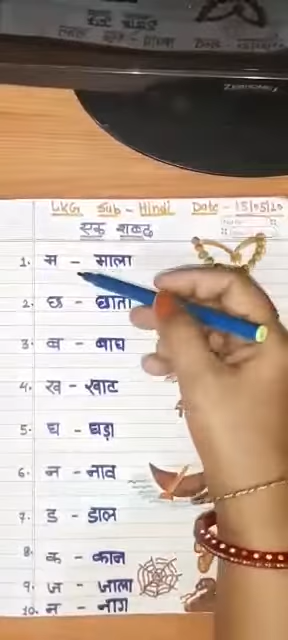 LKG Sub - Hindi Date - 15/05/20
एक शब्द
1. म - माला
2. छ - छाता
3. ब - बाघ
4. ख - खाट
5. घ - घड़ा
6. न - नाव
7. ड - डाल
8. क - कान
9. ज - जाला
10. न - नाग